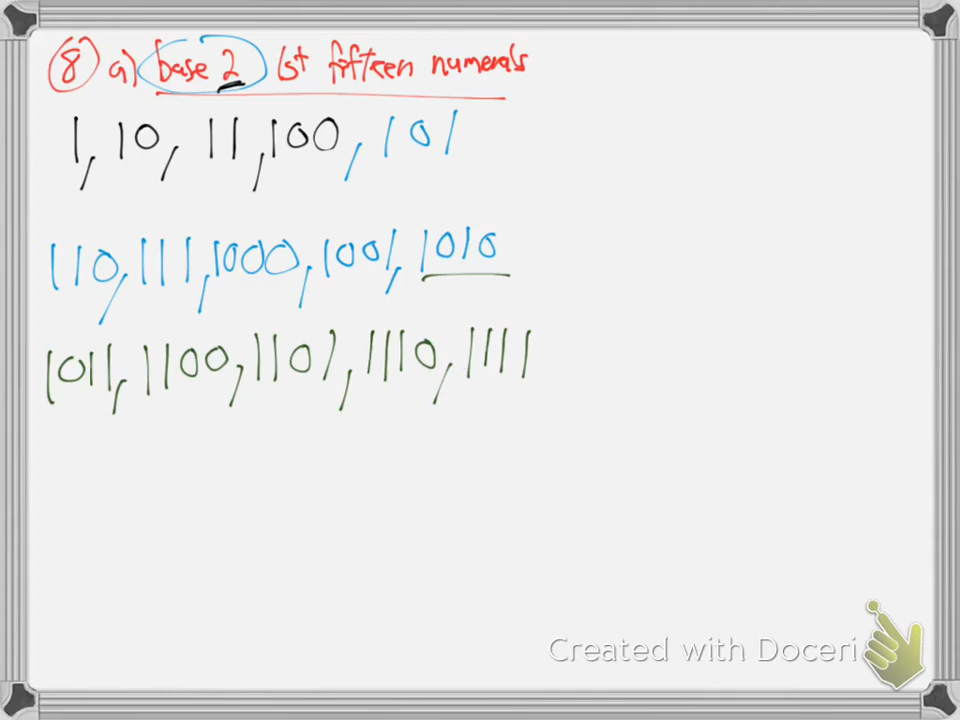 8 a) base 2 1st fifteen numerals
1, 10, 11, 100, 101
110, 111, 1000, 1001, 1010
1011, 1100, 1101, 1110, 1111
Created with Doceri